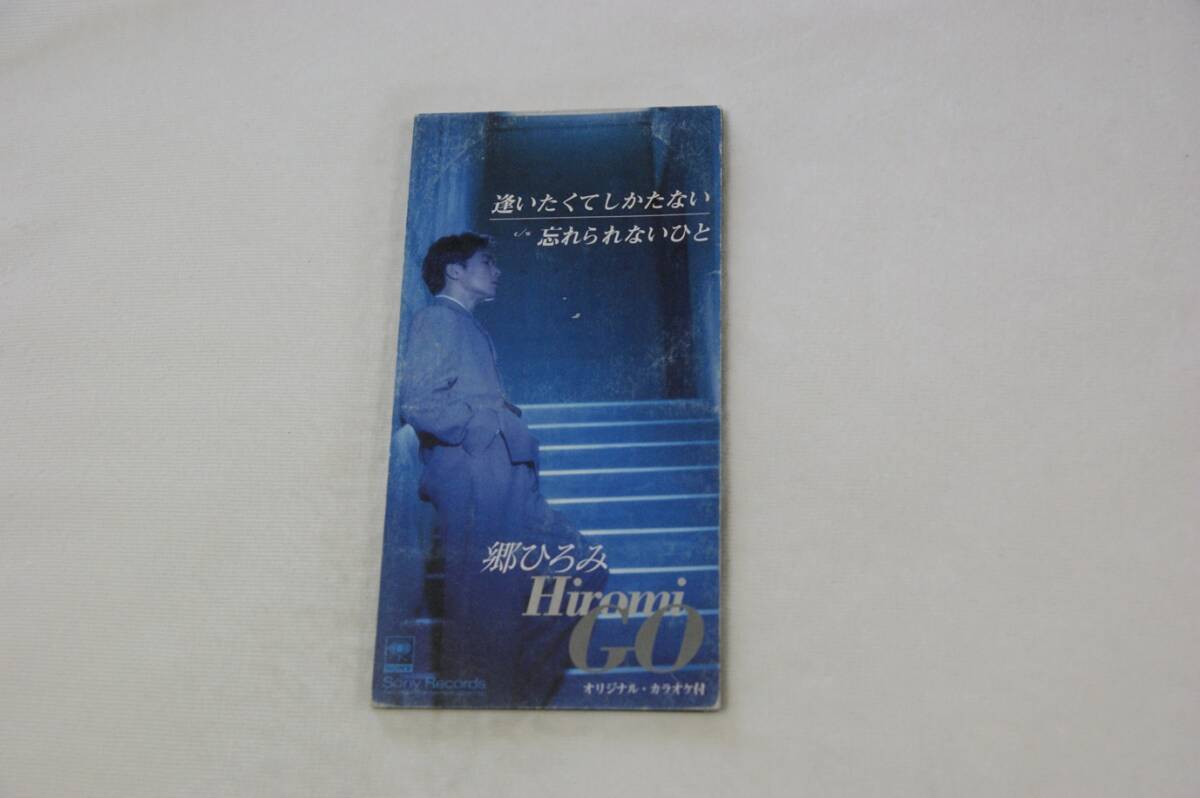 逢いたくてしかたない
c/w 忘れられないひと
郷ひろみ
Hiromi
GO
SONY
Sony Records
オリジナル・カラオケ付